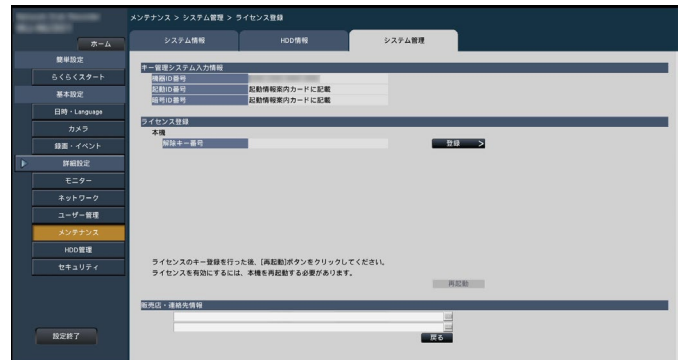 メンテナンス > システム管理 > ライセンス登録
ホーム
システム情報
HDD情報
システム管理
簡単設定
らくらくスタート
基本設定
日時・Language
カメラ
録画・イベント
詳細設定
モニター
ネットワーク
ユーザー管理
メンテナンス
HDD管理
セキュリティ
設定終了
キー管理システム入力情報
機器ID番号
起動ID番号 起動情報案内カードに記載
暗号ID番号 起動情報案内カードに記載
ライセンス登録
本機
解除キー番号 登録 >
ライセンスのキー登録を行った後、[再起動]ボタンをクリックしてください。
ライセンスを有効にするには、本機を再起動する必要があります。
再起動
販売店・連絡先情報
戻る